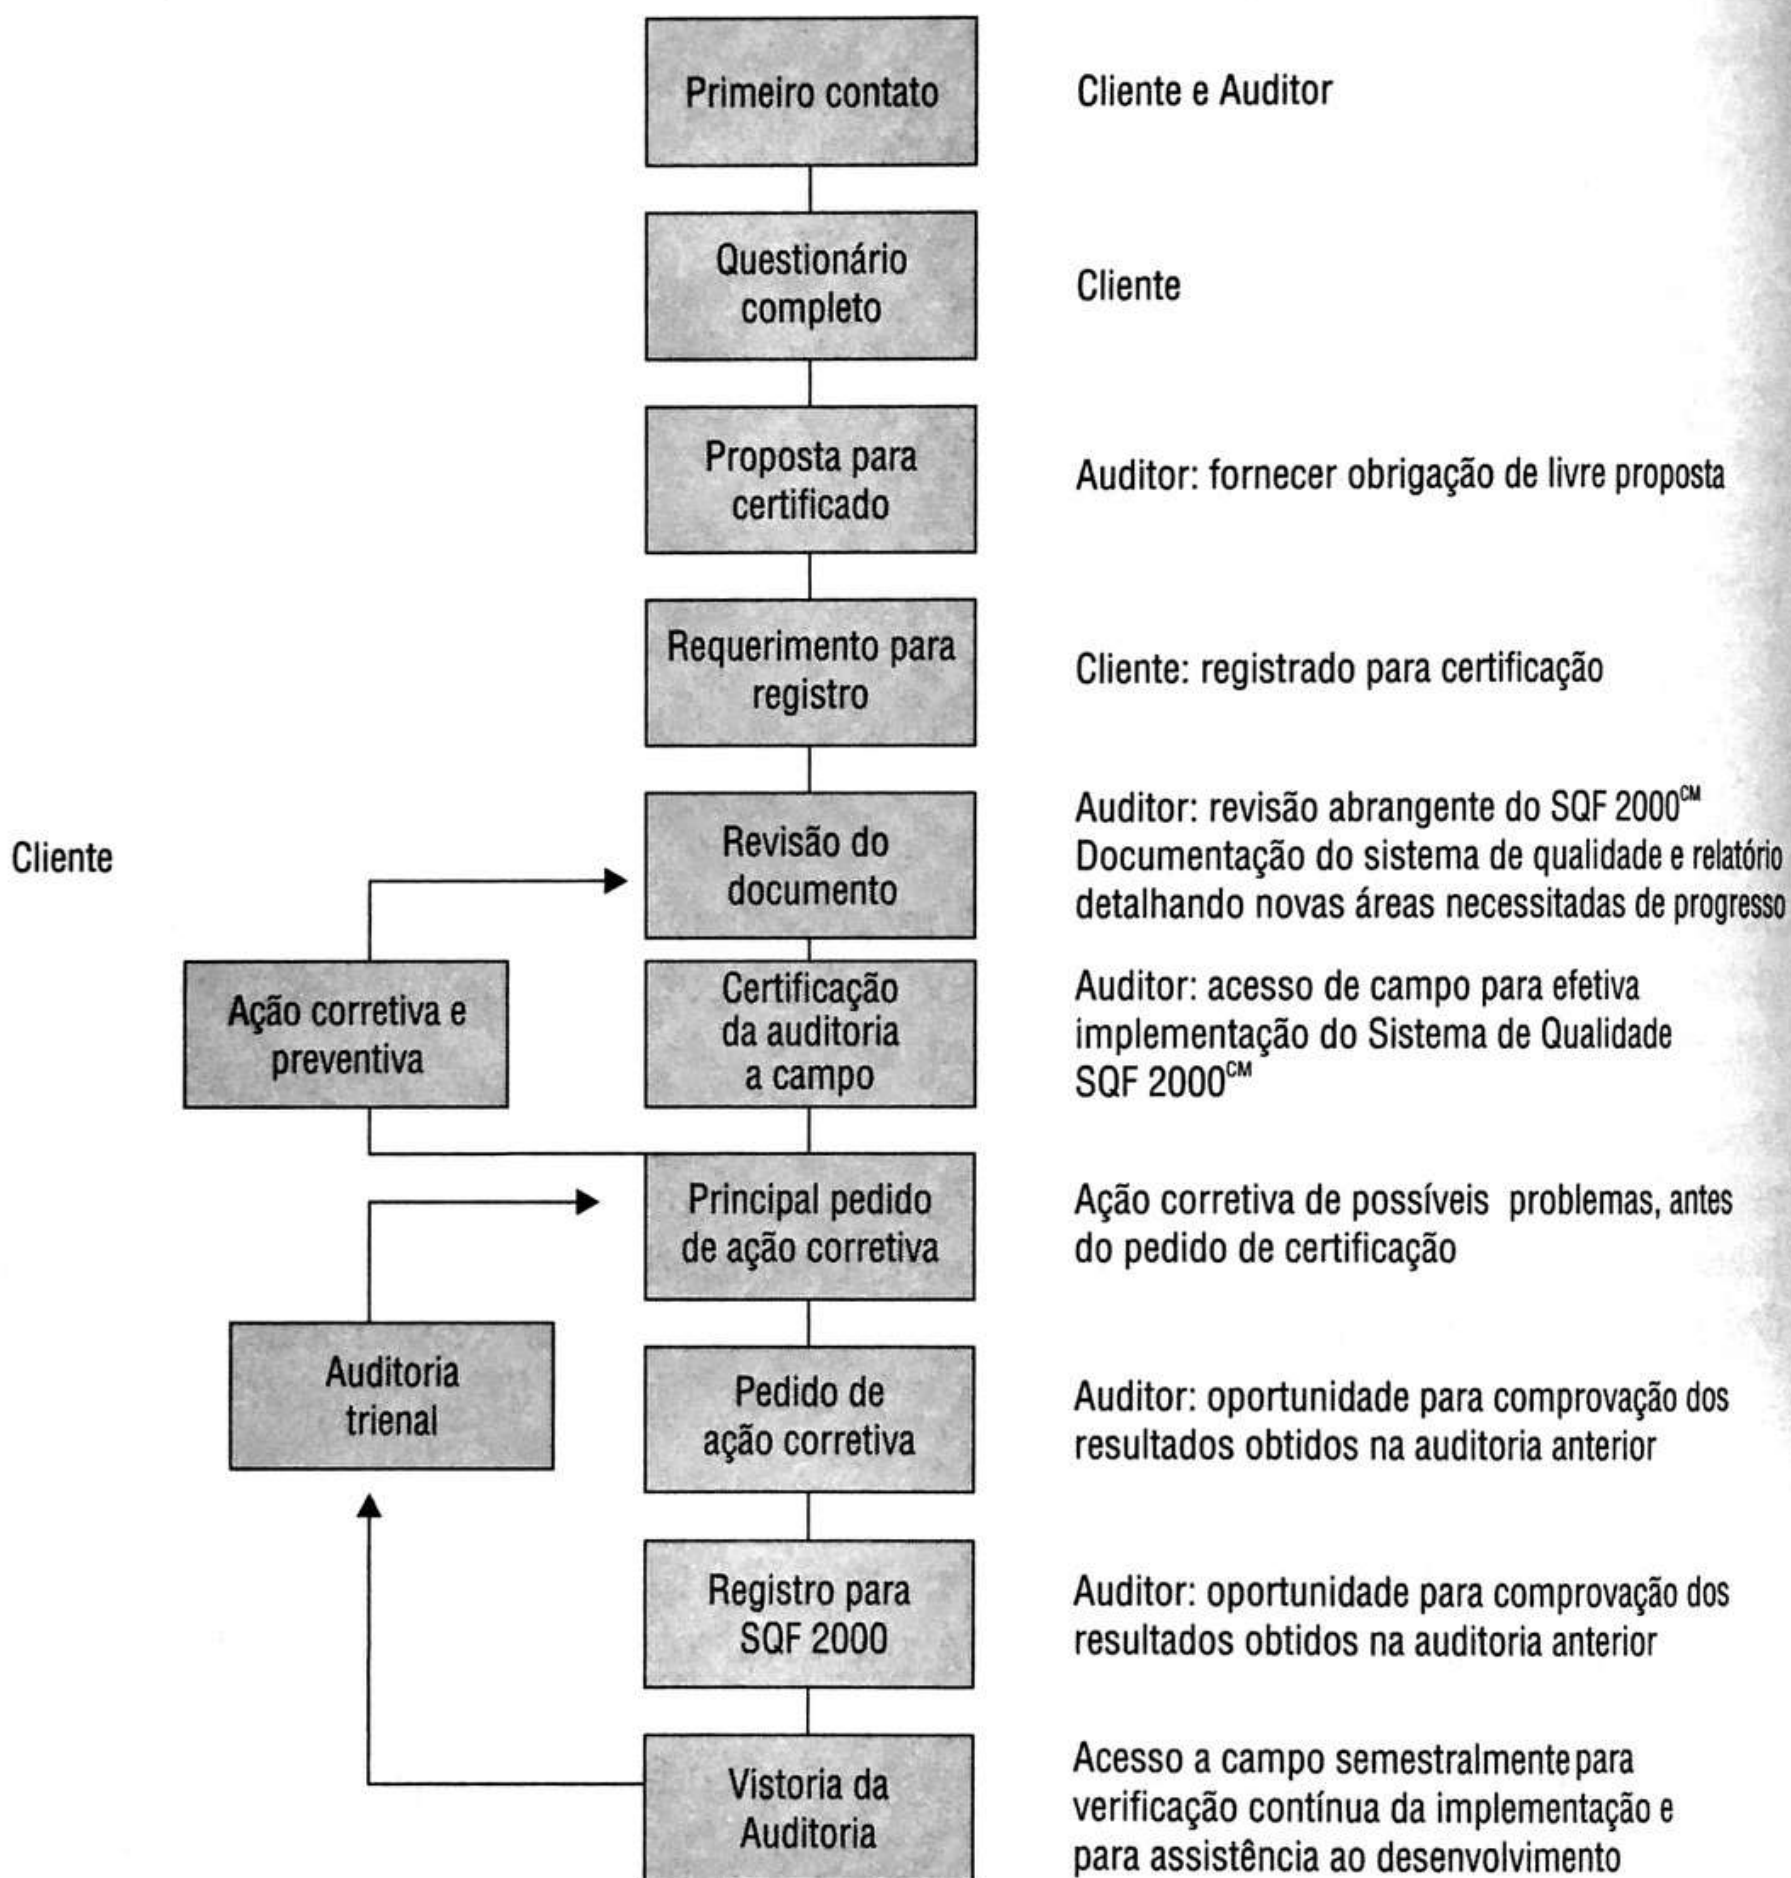 Primeiro contato
Cliente e Auditor
Questionário
completo
Cliente
Proposta para
certificado
Auditor: fornecer obrigação de livre proposta
Requerimento para
registro
Cliente: registrado para certificação
Cliente
Revisão do
documento
Auditor: revisão abrangente do SQF 2000CM
Documentação do sistema de qualidade e relatório
detalhando novas áreas necessitadas de progresso
Ação corretiva e
preventiva
Certificação
da auditoria
a campo
Auditor: acesso de campo para efetiva
implementação do Sistema de Qualidade
SQF 2000CM
Principal pedido
de ação corretiva
Ação corretiva de possíveis problemas, antes
do pedido de certificação
Auditoria
trienal
Pedido de
ação corretiva
Auditor: oportunidade para comprovação dos
resultados obtidos na auditoria anterior
Registro para
SQF 2000
Auditor: oportunidade para comprovação dos
resultados obtidos na auditoria anterior
Vistoria da
Auditoria
Acesso a campo semestralmente para
verificação contínua da implementação e
para assistência ao desenvolvimento